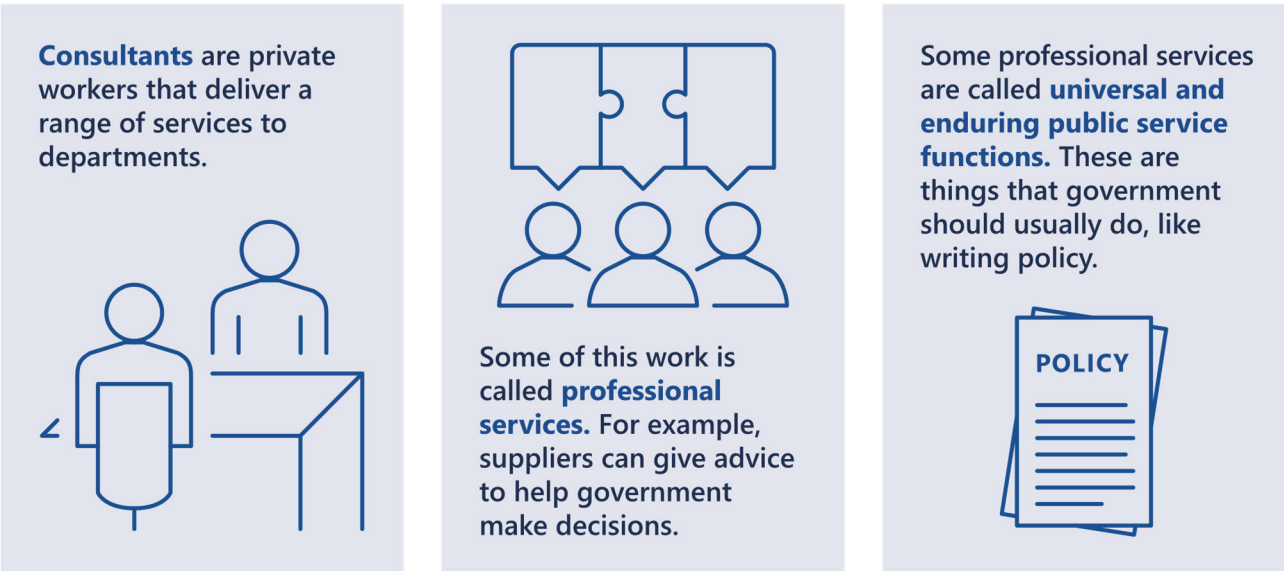 Consultants are private
workers that deliver a
range of services to
departments.
Some of this work is
called professional
services. For example,
suppliers can give advice
to help government
make decisions.
Some professional services
are called universal and
enduring public service
functions. These are
things that government
should usually do, like
writing policy.
POLICY